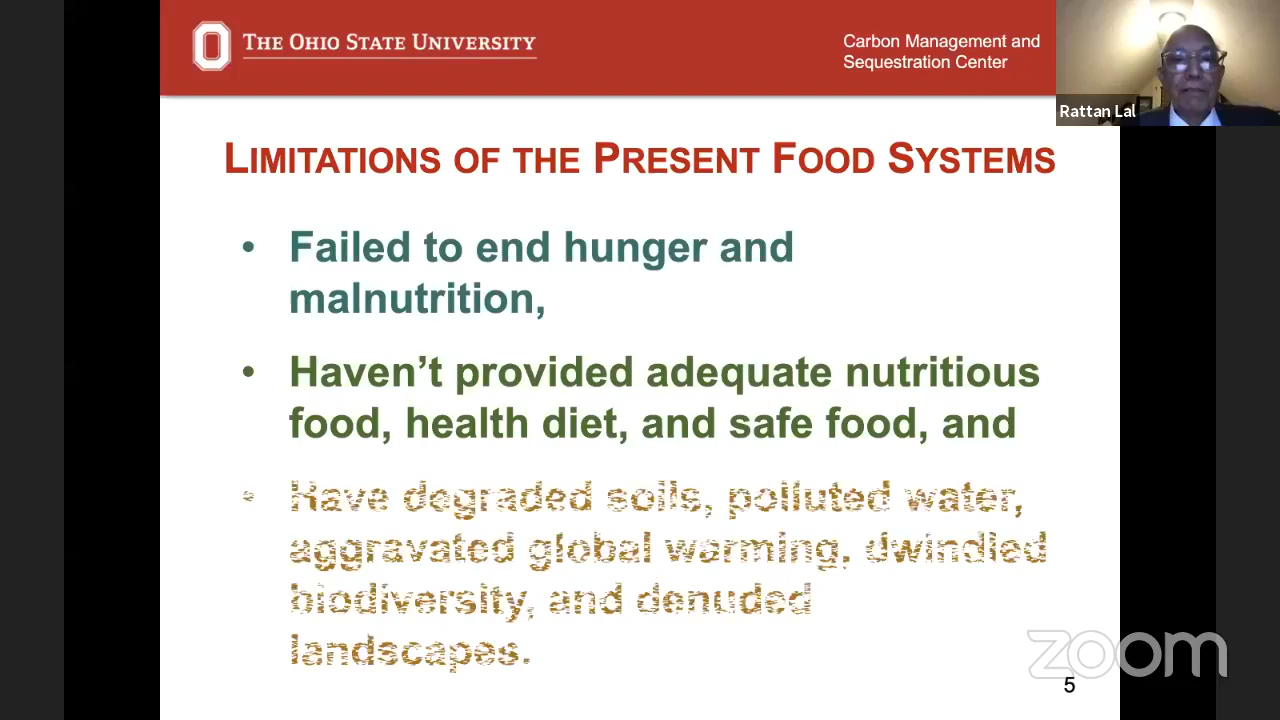 THE OHIO STATE UNIVERSITY
Carbon Management and
Sequestration Center
Rattan Lal
LIMITATIONS OF THE PRESENT FOOD SYSTEMS
• Failed to end hunger and
malnutrition,
• Haven't provided adequate nutritious
food, health diet, and safe food, and
• Have degraded soils, polluted water,
aggravated global warming, dwindled
biodiversity, and denuded
landscapes.
zoom
5